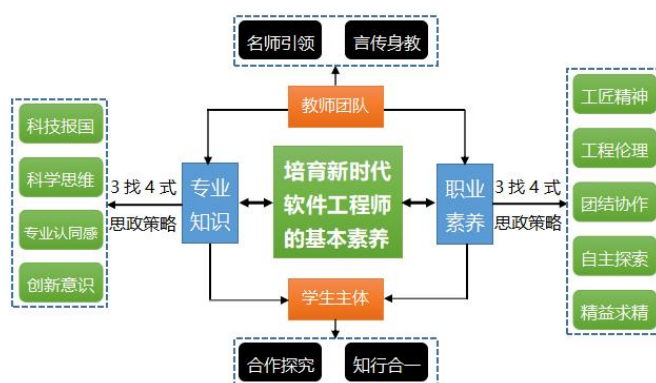 名师引领
言传身教
教师团队
科技报国
科学思维
专业认同感
创新意识
3找4式
思政策略
专业
知识
培育新时代
软件工程师
的基本素养
职业
素养
3找4式
思政策略
工匠精神
工程伦理
团结协作
自主探索
精益求精
学生主体
合作探究
知行合一